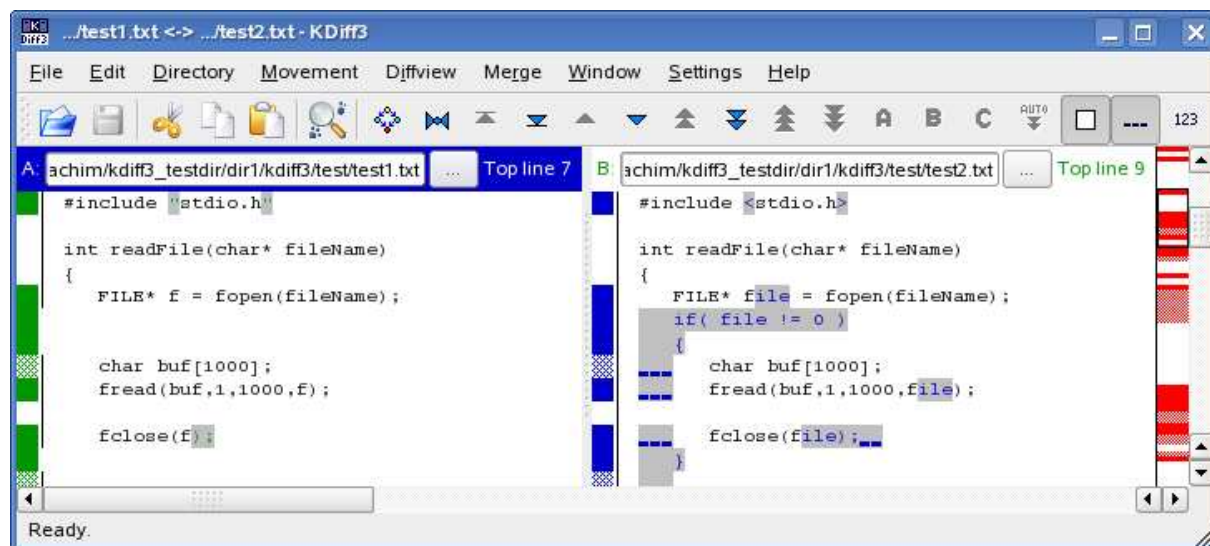 K
Diff3
.../test1.txt <-> .../test2.txt - KDiff3
File Edit Directory Movement Diffview Merge Window Settings Help
A B C AUTO 123
A: achim/kdiff3_testdir/dir1/kdiff3/test/test1.txt ... Top line 7
#include "stdio.h"
int readFile(char* fileName)
{
FILE* f = fopen(fileName);
char buf[1000];
fread(buf,1,1000,f);
fclose(f);
B: achim/kdiff3_testdir/dir1/kdiff3/test/test2.txt ... Top line 9
#include <stdio.h>
int readFile(char* fileName)
{
FILE* file = fopen(fileName);
if( file != 0 )
{
char buf[1000];
fread(buf,1,1000,file);
fclose(file);
}
Ready.